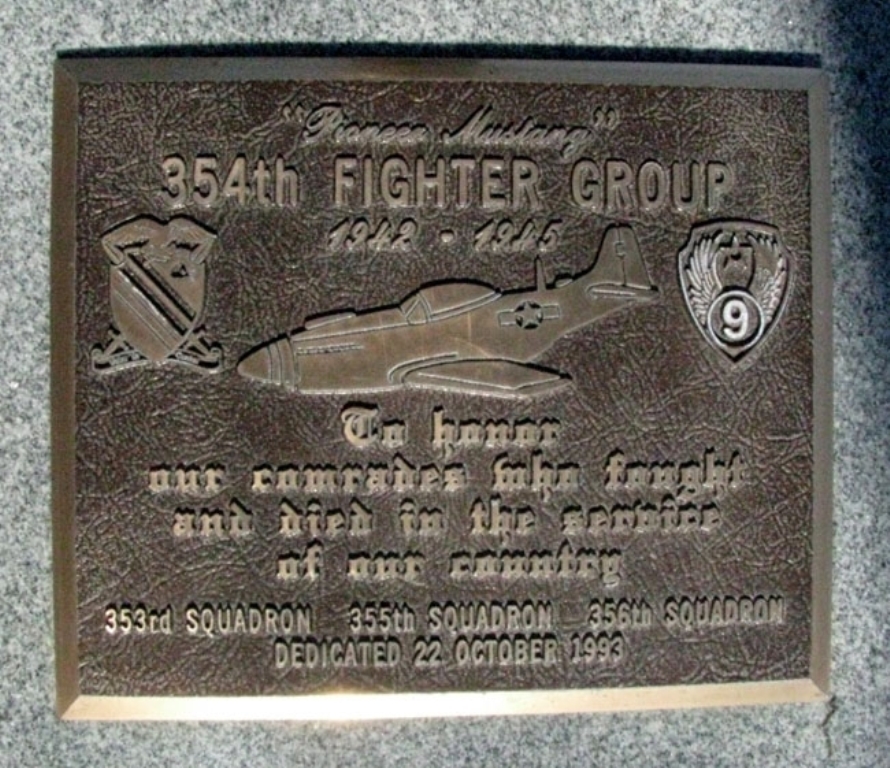 "Pioneer Mustang"
354th FIGHTER GROUP
1942 • 1945
9
To honor
our comrades who fought
and died in the service
of our country
353rd SQUADRON 355th SQUADRON 356th SQUADRON
DEDICATED 22 OCTOBER 1993